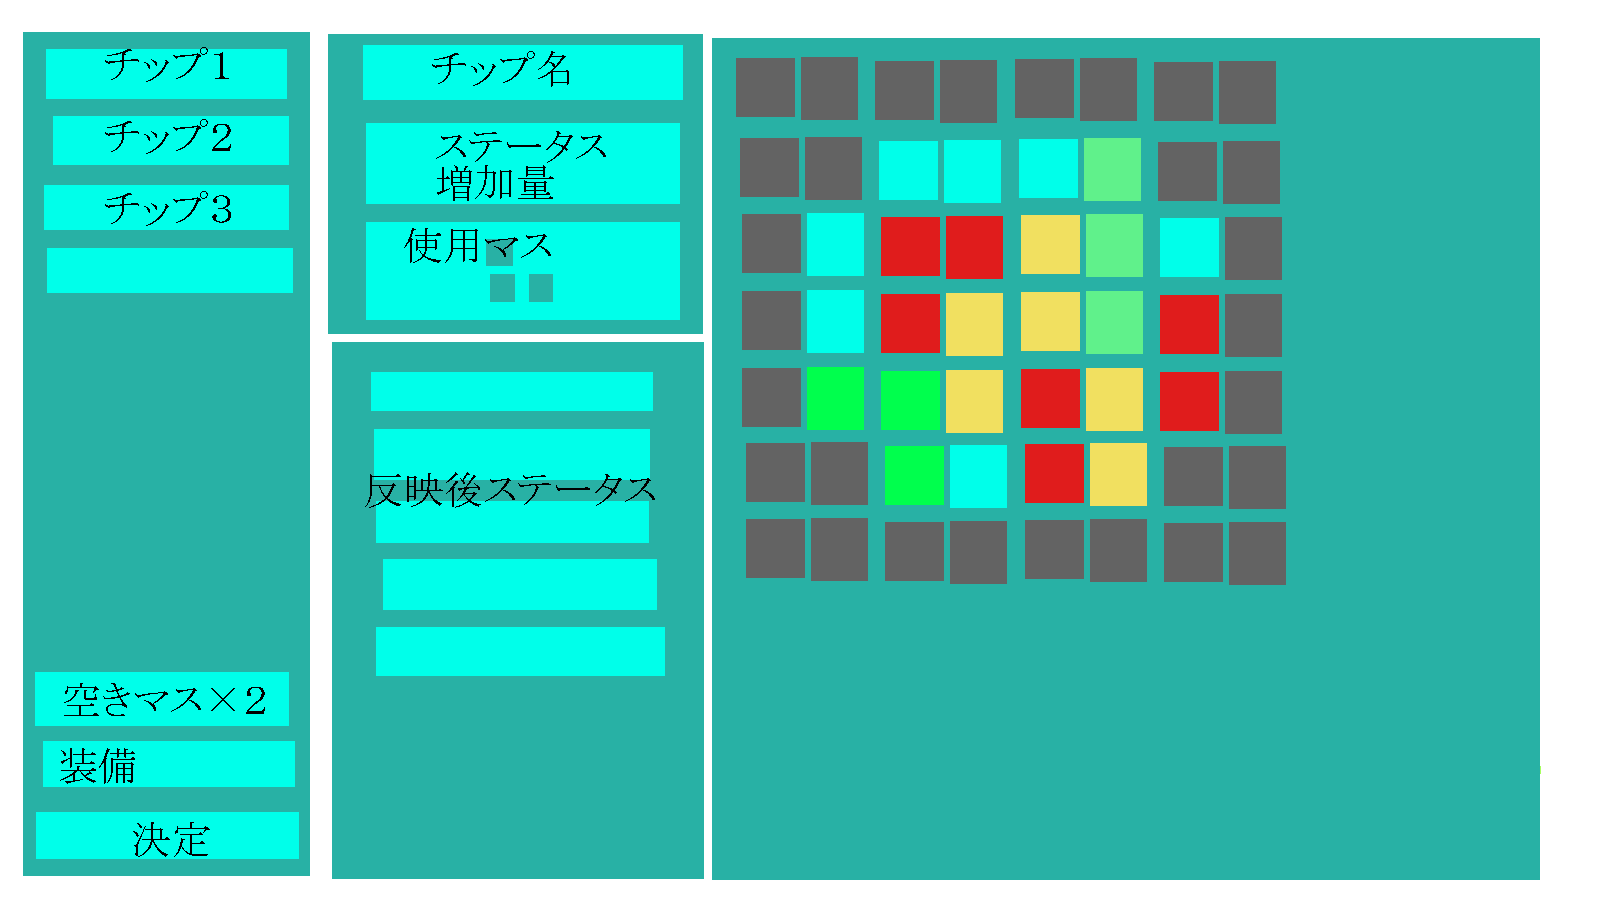 チップ1
チップ2
チップ3
空きマス×2
装備
決定
チップ名
ステータス
増加量
使用マス
反映後ステータス